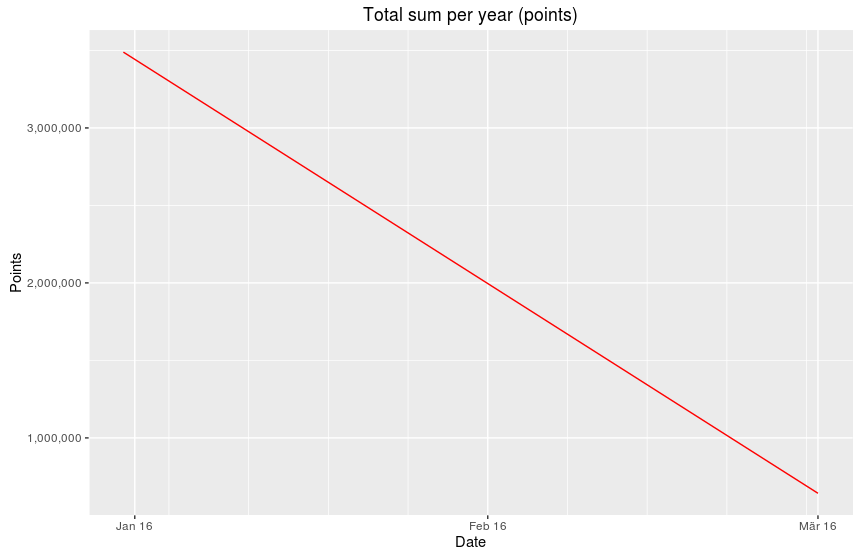 Total sum per year (points)
Points
3,000,000
2,000,000
1,000,000
Jan 16
Feb 16
Mär 16
Date